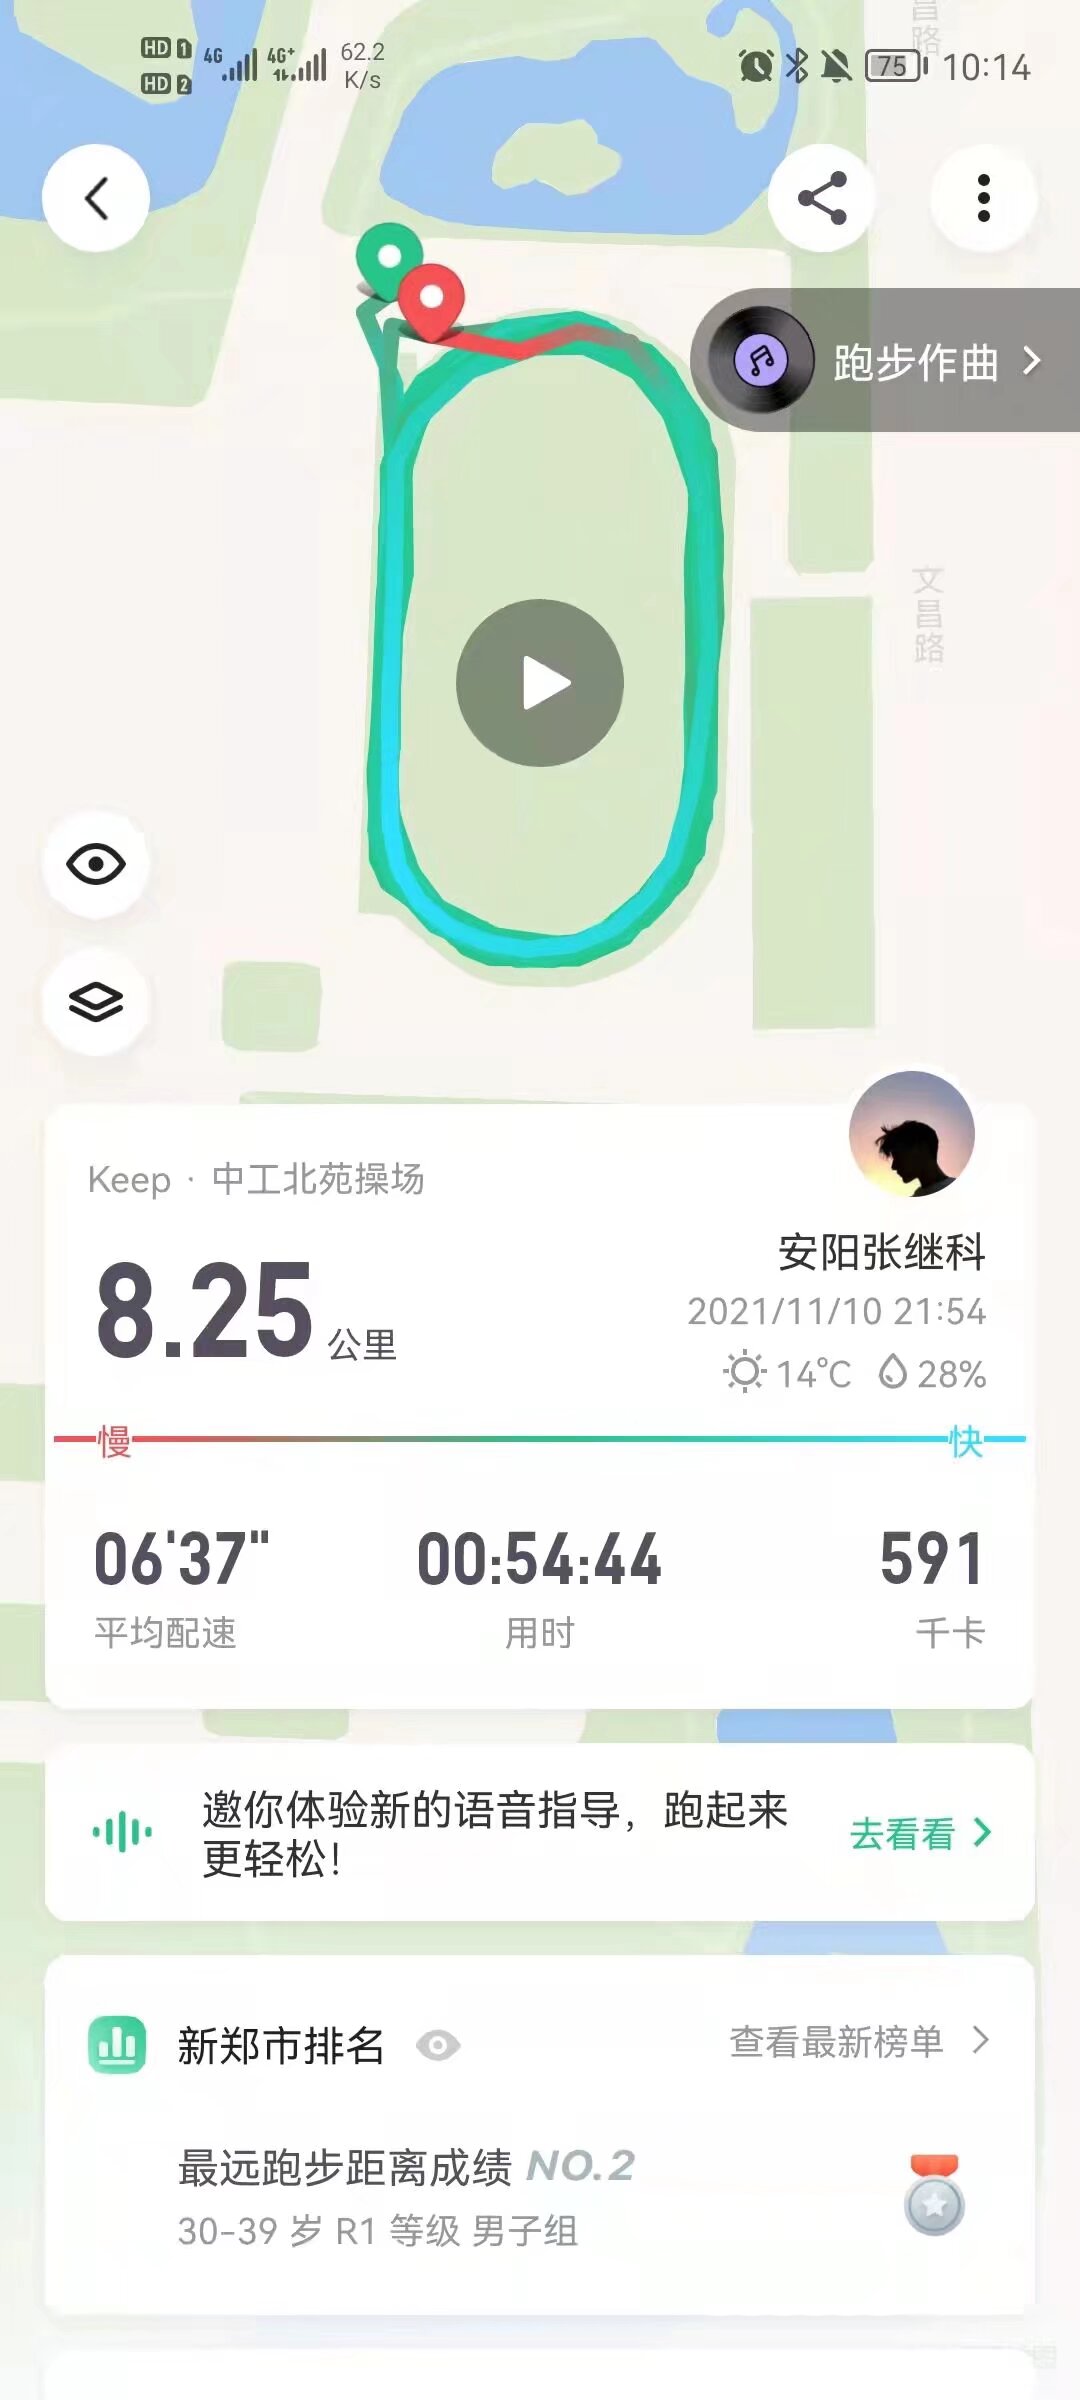 昌路
HD 1 4G 4G+ 62.2 K/s 75 10:14
HD 2
跑步作曲
文昌路
Keep · 中工北苑操场
8.25 公里
安阳张继科
2021/11/10 21:54
14°C 28%
慢 快
06'37" 00:54:44 591
平均配速 用时 千卡
邀你体验新的语音指导，跑起来
更轻松！
去看看
新郑市排名 查看最新榜单
最远跑步距离成绩 NO.2
30-39 岁 R1 等级 男子组